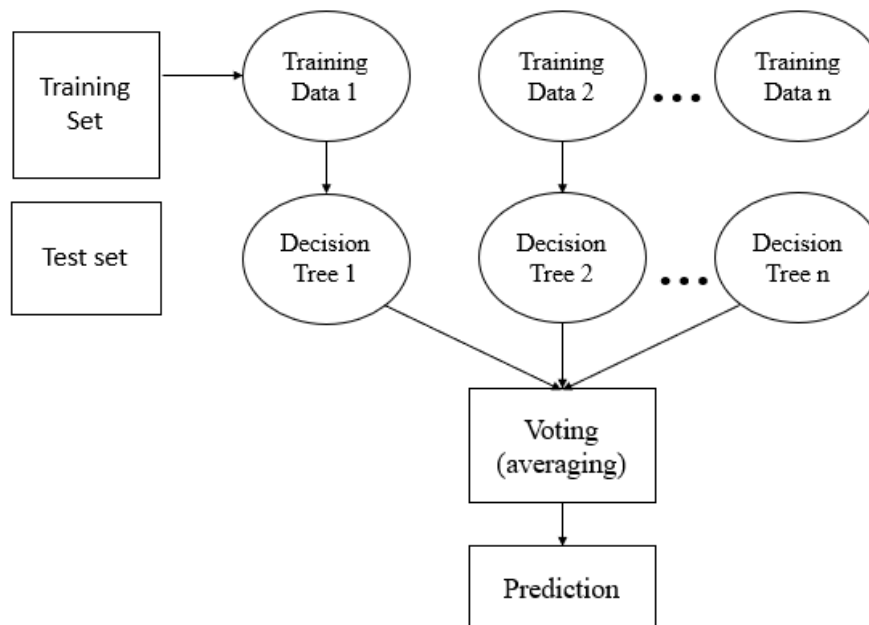 Training
Set
Training
Data 1
Training
Data 2
Training
Data n
Test set
Decision
Tree 1
Decision
Tree 2
Decision
Tree n
Voting
(averaging)
Prediction